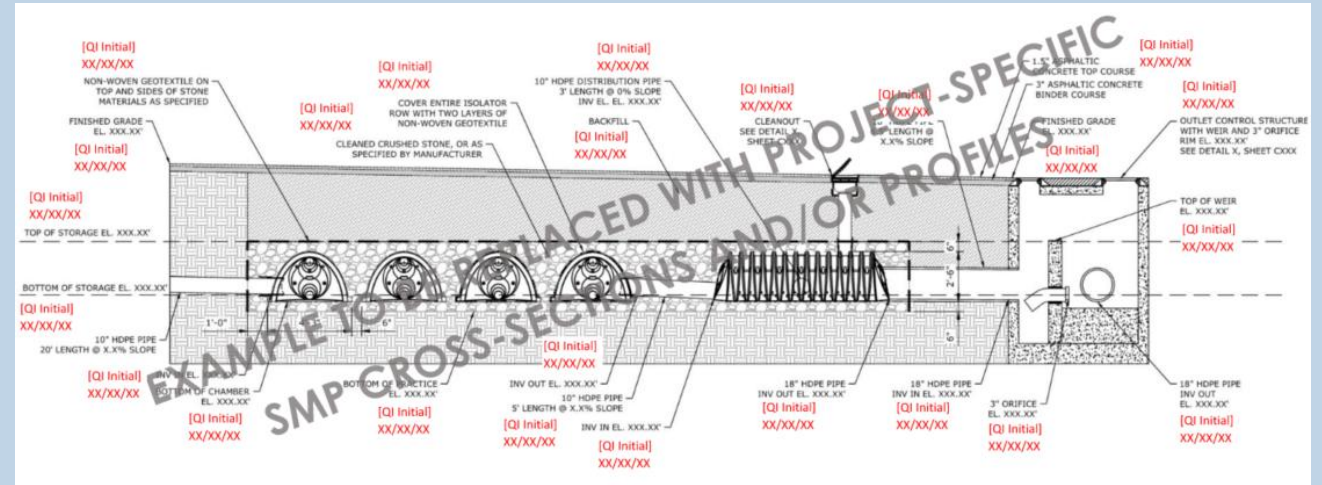 [QI Initial]
XX/XX/XX
NON-WOVEN GEOTEXTILE ON
TOP AND SIDES OF STONE
MATERIALS AS SPECIFIED
FINISHED GRADE
EL. XXX.XX'
[QI Initial]
XX/XX/XX
[QI Initial]
XX/XX/XX
TOP OF STORAGE EL. XXX.XX'
BOTTOM OF STORAGE EL. XXX.XX'
[QI Initial]
XX/XX/XX
10" HDPE PIPE
20' LENGTH @ X.X% SLOPE
[QI Initial]
XX/XX/XX
[QI Initial]
XX/XX/XX
COVER ENTIRE ISOLATOR
ROW WITH TWO LAYERS OF
NON-WOVEN GEOTEXTILE
[QI Initial]
XX/XX/XX
CLEANED CRUSHED STONE, OR AS
SPECIFIED BY MANUFACTURER
[QI Initial]
XX/XX/XX
10" HDPE DISTRIBUTION PIPE
3' LENGTH @ 0% SLOPE
INV EL. EL. XXX.XX'
BACKFILL
[QI Initial]
XX/XX/XX
[QI Initial]
XX/XX/XX
CLEANOUT
SEE DETAIL X,
SHEET CXXX
[QI Initial]
XX/XX/XX
LENGTH @
X.X% SLOPE
[QI Initial]
XX/XX/XX
1.5" ASPHALTIC
CONCRETE TOP COURSE
3" ASPHALTIC CONCRETE
BINDER COURSE
[QI Initial]
XX/XX/XX
FINISHED GRADE
EL. XXX.XX'
[QI Initial]
XX/XX/XX
OUTLET CONTROL STRUCTURE
WITH WEIR AND 3" ORIFICE
RIM EL. XXX.XX'
SEE DETAIL X, SHEET CXXX
TOP OF WEIR
EL. XXX.XX'
[QI Initial]
XX/XX/XX
EXAMPLE TO BE REPLACED WITH PROJECT-SPECIFIC
SMP CROSS-SECTIONS AND/OR PROFILES
1'-0"
6"
6"
2'-6"
6"
INV IN EL. XXX.XX'
BOTTOM OF CHAMBER
EL. XXX.XX'
[QI Initial]
XX/XX/XX
BOTTOM OF PRACTICE
EL. XXX.XX'
[QI Initial]
XX/XX/XX
[QI Initial]
XX/XX/XX
INV OUT EL. XXX.XX'
10" HDPE PIPE
5' LENGTH @ X.X% SLOPE
[QI Initial]
XX/XX/XX
INV IN EL. XXX.XX'
[QI Initial]
XX/XX/XX
18" HDPE PIPE
INV OUT EL. XXX.XX'
[QI Initial]
XX/XX/XX
18" HDPE PIPE
INV IN EL. XXX.XX'
[QI Initial]
XX/XX/XX
3" ORIFICE
EL. XXX.XX'
[QI Initial]
XX/XX/XX
18" HDPE PIPE
INV OUT
EL. XXX.XX'
[QI Initial]
XX/XX/XX